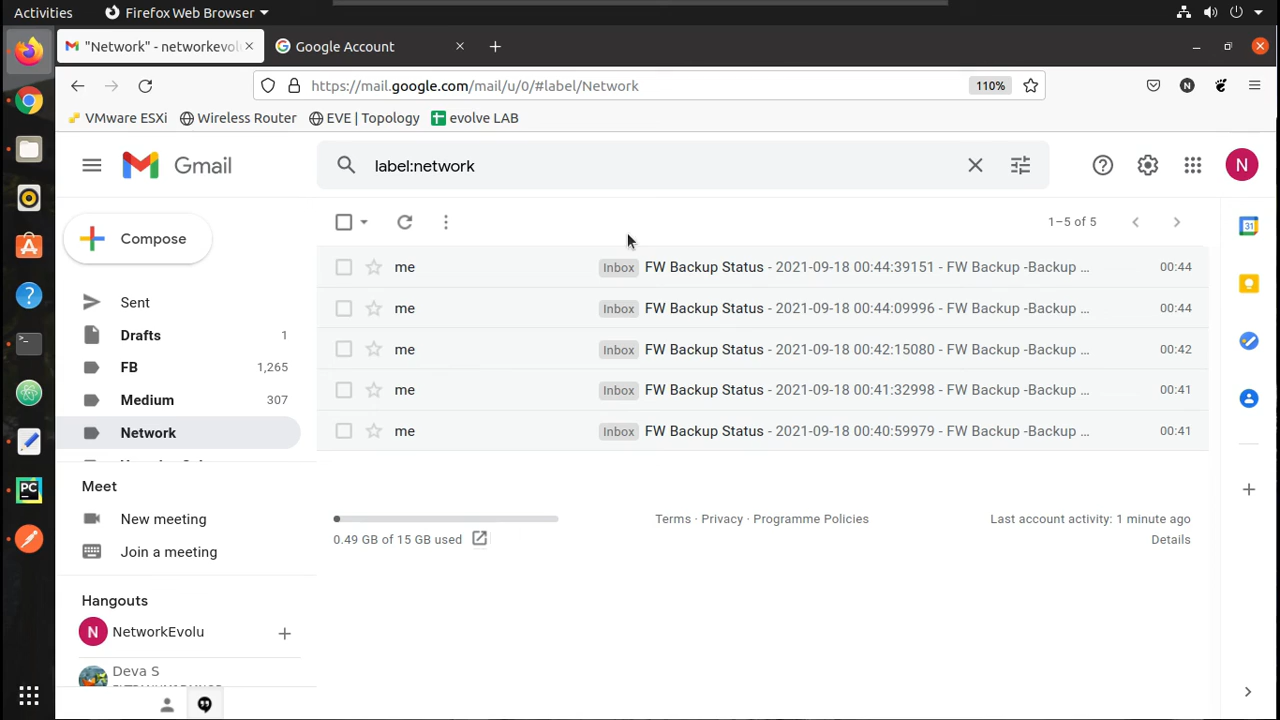 Activities Firefox Web Browser
"Network" - networkevol Google Account
https://mail.google.com/mail/u/0/#label/Network 110% N
VMware ESXi Wireless Router EVE | Topology evolve LAB
Gmail label:network N
Compose 1–5 of 5 31
me Inbox FW Backup Status - 2021-09-18 00:44:39151 - FW Backup -Backup ... 00:44
Sent me Inbox FW Backup Status - 2021-09-18 00:44:09996 - FW Backup -Backup ... 00:44
Drafts 1
me Inbox FW Backup Status - 2021-09-18 00:42:15080 - FW Backup -Backup ... 00:42
FB 1,265
me Inbox FW Backup Status - 2021-09-18 00:41:32998 - FW Backup -Backup ... 00:41
Medium 307
me Inbox FW Backup Status - 2021-09-18 00:40:59979 - FW Backup -Backup ... 00:41
Network
Meet
PC
New meeting Terms · Privacy · Programme Policies Last account activity: 1 minute ago
0.49 GB of 15 GB used Details
Join a meeting
Hangouts
N NetworkEvolu
Deva S